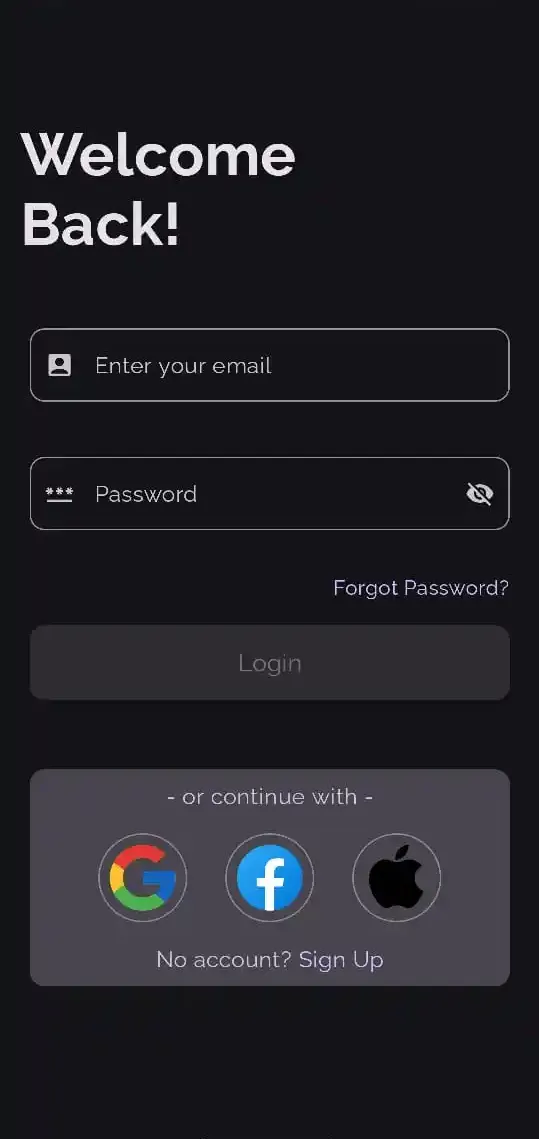 Welcome
Back!
Enter your email
*** Password
Forgot Password?
Login
- or continue with -
No account? Sign Up